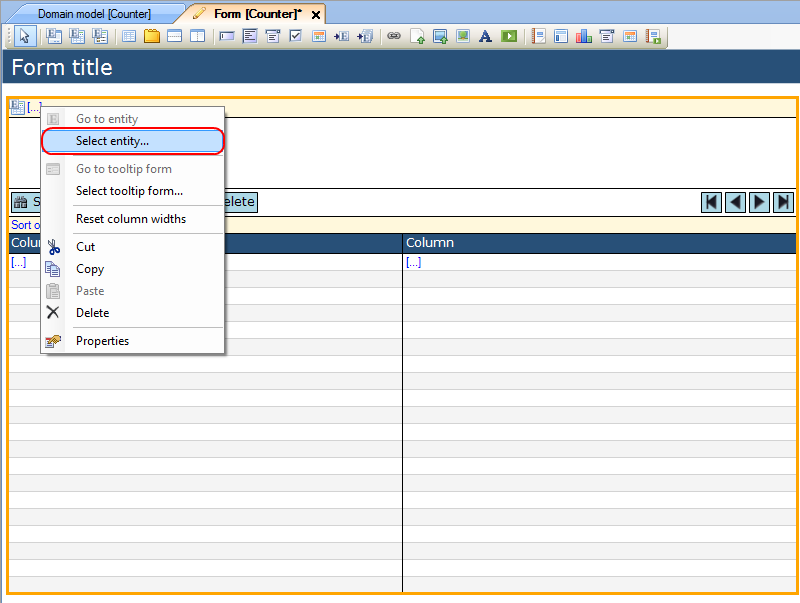 Domain model [Counter]
Form [Counter]*
Form title
[...]
Go to entity
Select entity...
Go to tooltip form
Select tooltip form...
S
elete
Reset column widths
Sort o
Colu
Column
Cut
[...]
[...]
Copy
Paste
Delete
Properties